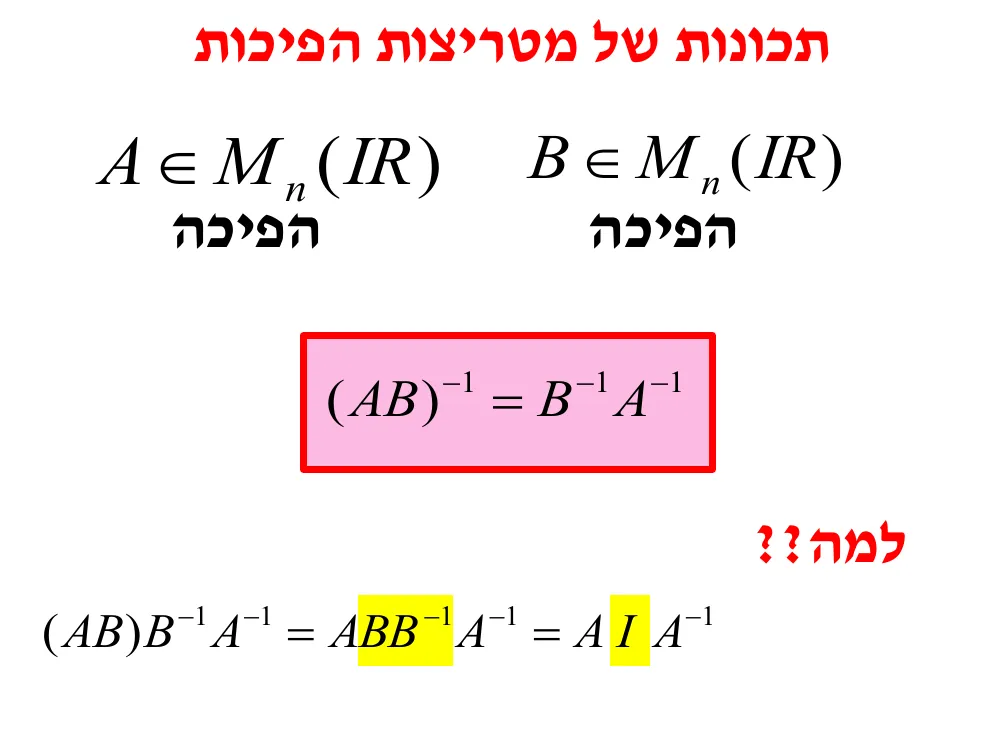 תכונות של מטריצות הפיכות
A ∈ M_n (IR) B ∈ M_n (IR)
הפיכה הפיכה
(AB)⁻¹ = B⁻¹ A⁻¹
למה??
(AB)B⁻¹ A⁻¹ = ABB⁻¹ A⁻¹ = A I A⁻¹